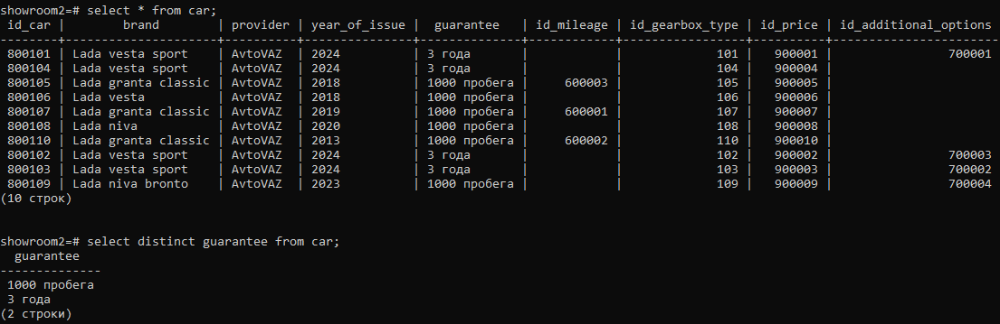 showroom2=# select * from car;
 id_car |        brand        | provider | year_of_issue |   guarantee   | id_mileage | id_gearbox_type | id_price | id_additional_options
--------+---------------------+----------+---------------+---------------+------------+-----------------+----------+-----------------------
 800101 | Lada vesta sport    | AvtoVAZ  | 2024          | 3 года        |            |             101 |   900001 |                700001
 800104 | Lada vesta sport    | AvtoVAZ  | 2024          | 3 года        |            |             104 |   900004 |
 800105 | Lada granta classic | AvtoVAZ  | 2018          | 1000 пробега  |     600003 |             105 |   900005 |
 800106 | Lada vesta          | AvtoVAZ  | 2018          | 1000 пробега  |            |             106 |   900006 |
 800107 | Lada granta classic | AvtoVAZ  | 2019          | 1000 пробега  |     600001 |             107 |   900007 |
 800108 | Lada niva           | AvtoVAZ  | 2020          | 1000 пробега  |            |             108 |   900008 |
 800110 | Lada granta classic | AvtoVAZ  | 2013          | 1000 пробега  |     600002 |             110 |   900010 |
 800102 | Lada vesta sport    | AvtoVAZ  | 2024          | 3 года        |            |             102 |   900002 |                700003
 800103 | Lada vesta sport    | AvtoVAZ  | 2024          | 3 года        |            |             103 |   900003 |                700002
 800109 | Lada niva bronto    | AvtoVAZ  | 2023          | 1000 пробега  |            |             109 |   900009 |                700004
(10 строк)
showroom2=# select distinct guarantee from car;
  guarantee
--------------
 1000 пробега
 3 года
(2 строки)